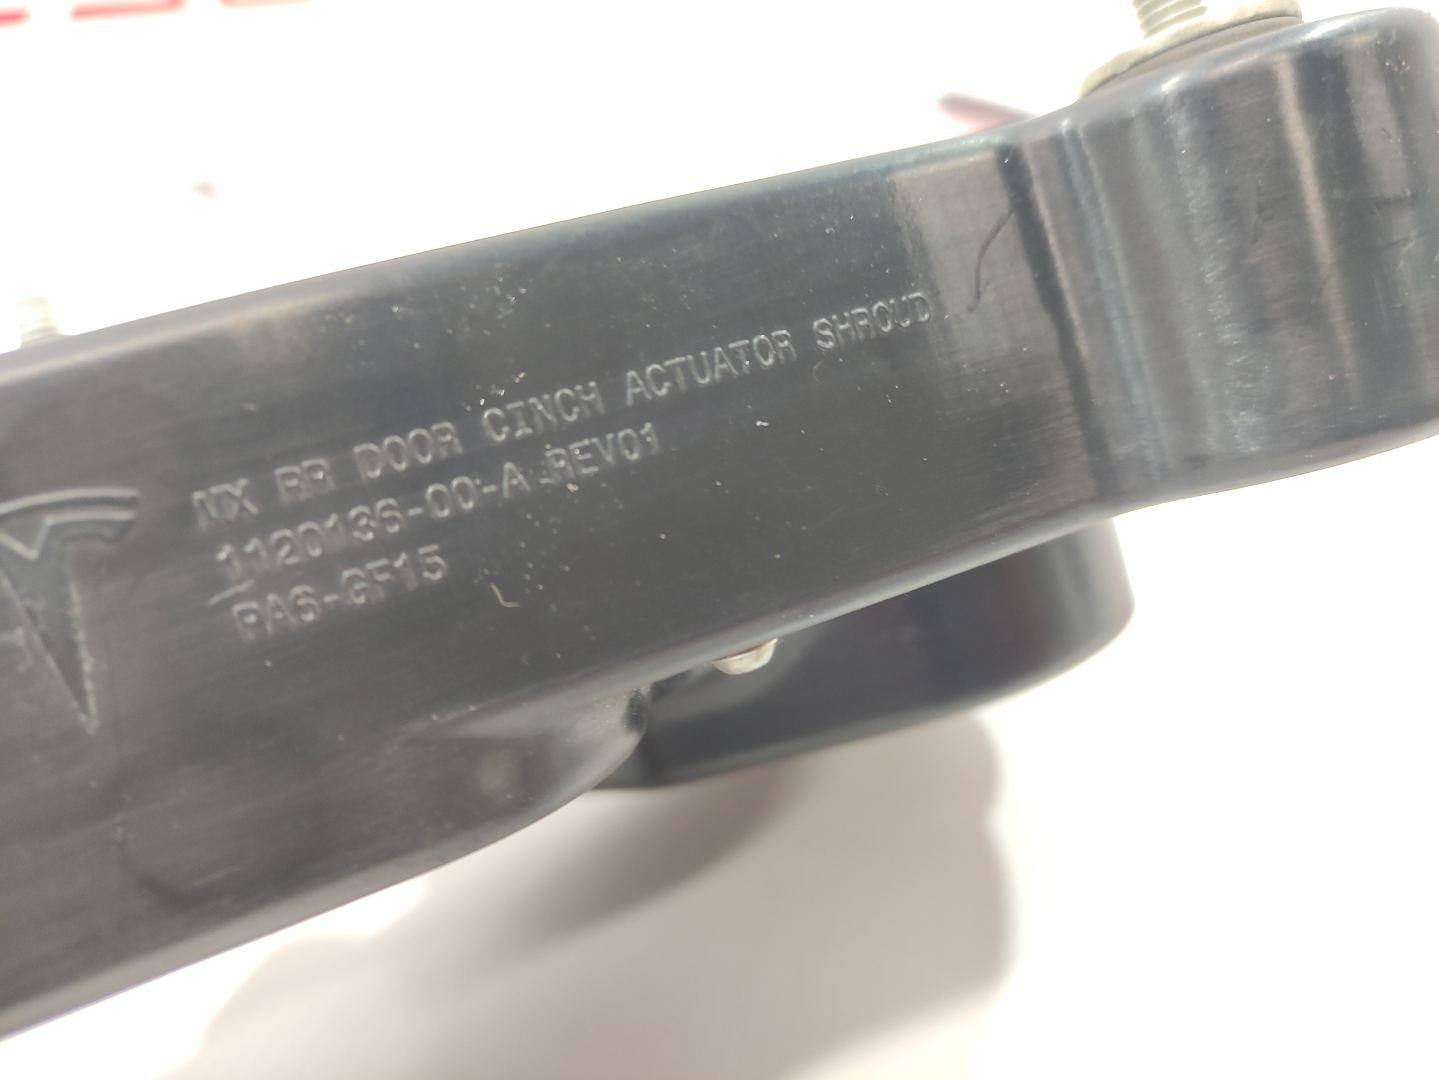 MX RR DOOR CINCH ACTUATOR SHROUD
1120136-00-A REV01
PA6-GF15